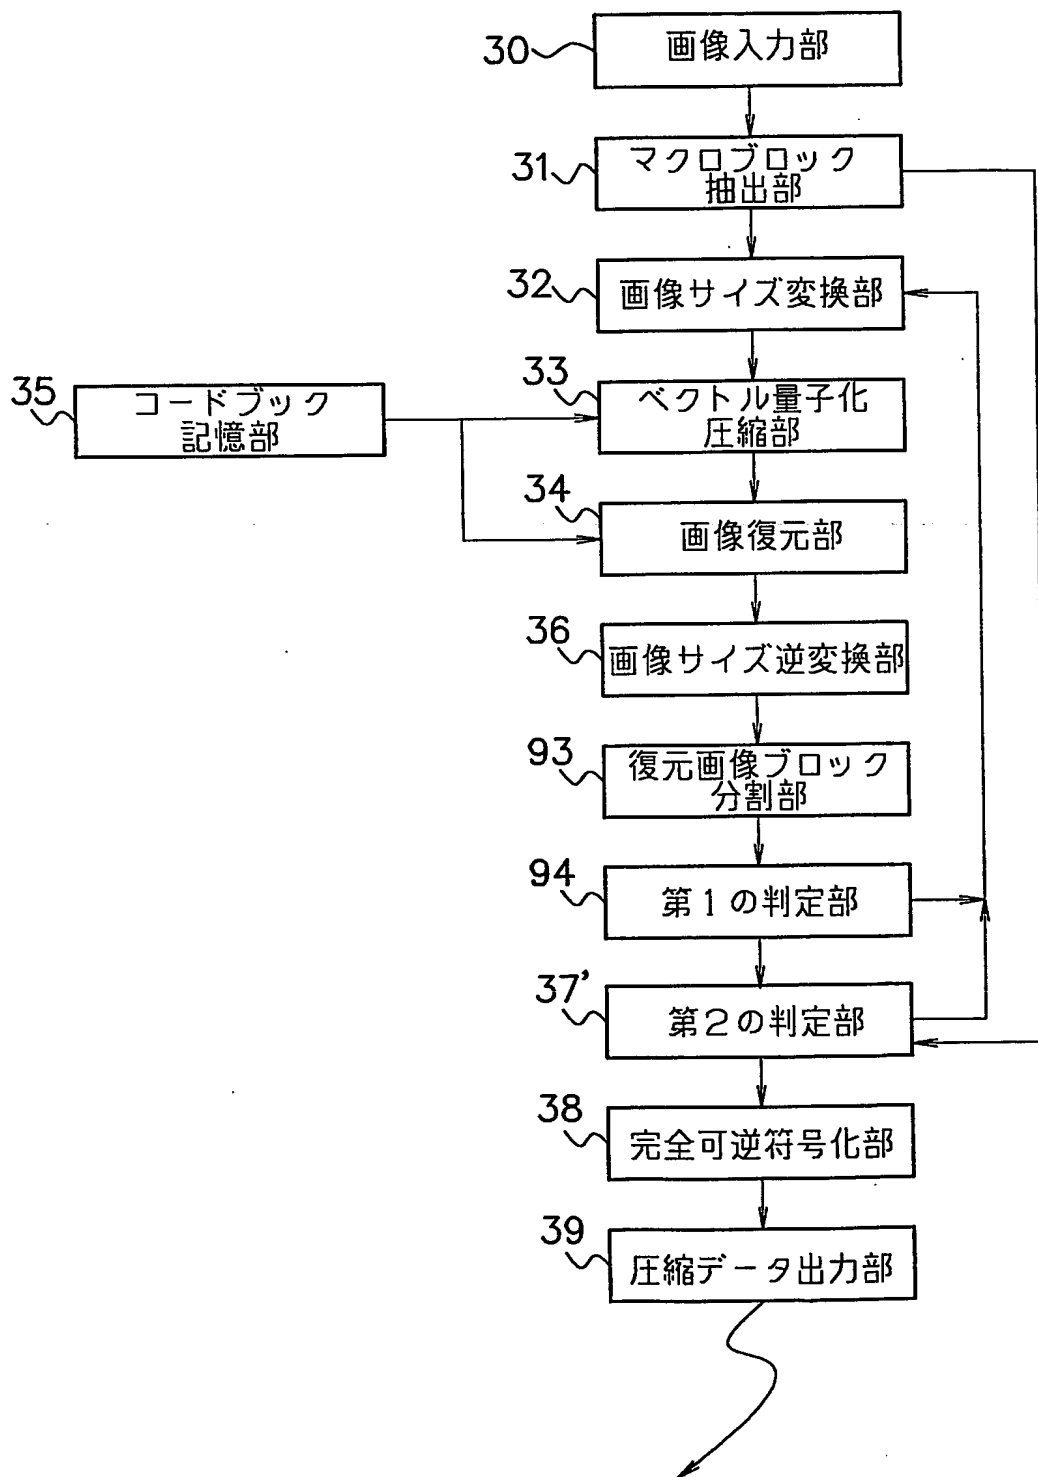 30
画像入力部
31
マクロブロック
抽出部
32
画像サイズ変換部
35
コードブック
記憶部
33
ベクトル量子化
圧縮部
34
画像復元部
36
画像サイズ逆変換部
93
復元画像ブロック
分割部
94
第1の判定部
37’
第2の判定部
38
完全可逆符号化部
39
圧縮データ出力部